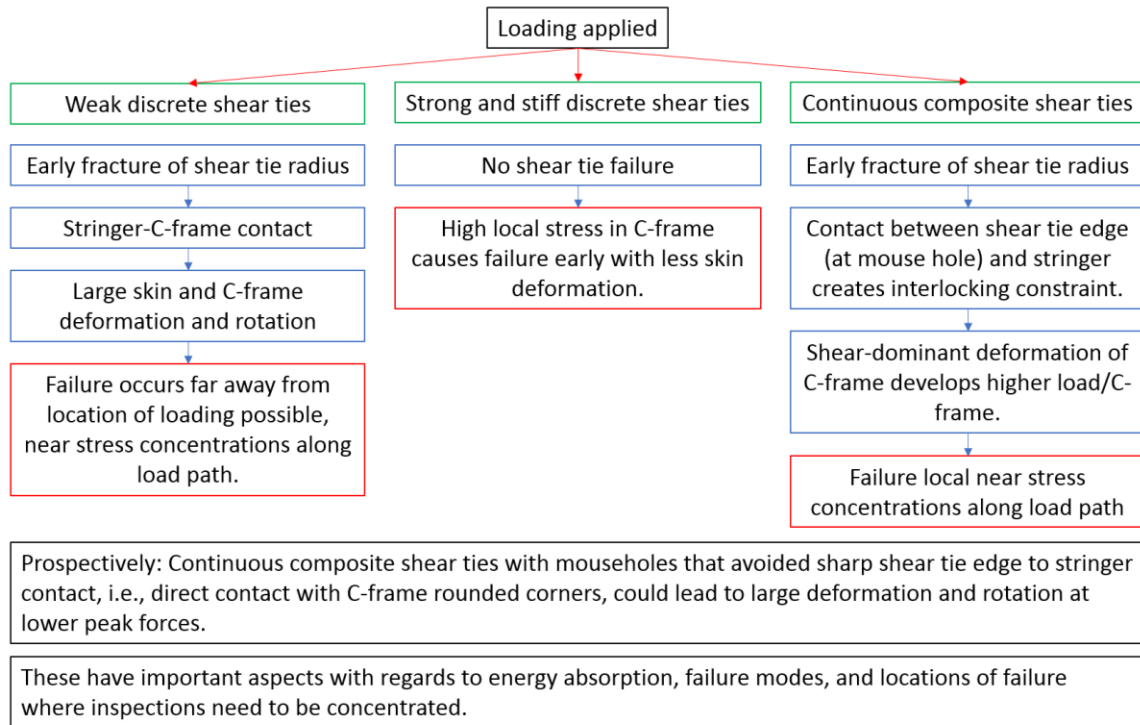 Loading applied
Weak discrete shear ties
Strong and stiff discrete shear ties
Continuous composite shear ties
Early fracture of shear tie radius
No shear tie failure
Early fracture of shear tie radius
Stringer-C-frame contact
High local stress in C-frame
causes failure early with less skin
deformation.
Contact between shear tie edge
(at mouse hole) and stringer
creates interlocking constraint.
Large skin and C-frame
deformation and rotation
Shear-dominant deformation of
C-frame develops higher load/C-
frame.
Failure occurs far away from
location of loading possible,
near stress concentrations along
load path.
Failure local near stress
concentrations along load path
Prospectively: Continuous composite shear ties with mouseholes that avoided sharp shear tie edge to stringer
contact, i.e., direct contact with C-frame rounded corners, could lead to large deformation and rotation at
lower peak forces.
These have important aspects with regards to energy absorption, failure modes, and locations of failure
where inspections need to be concentrated.